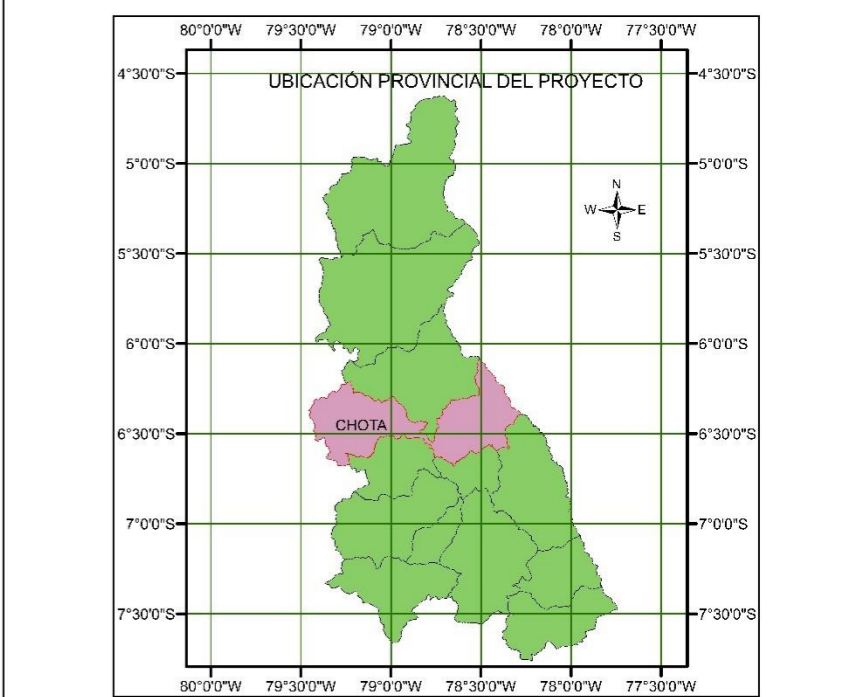 80°0'0"W 79°30'0"W 79°0'0"W 78°30'0"W 78°0'0"W 77°30'0"W
4°30'0"S 4°30'0"S
UBICACIÓN PROVINCIAL DEL PROYECTO
5°0'0"S 5°0'0"S
N
W E
S
5°30'0"S 5°30'0"S
6°0'0"S 6°0'0"S
CHOTA
6°30'0"S 6°30'0"S
7°0'0"S 7°0'0"S
7°30'0"S 7°30'0"S
80°0'0"W 79°30'0"W 79°0'0"W 78°30'0"W 78°0'0"W 77°30'0"W